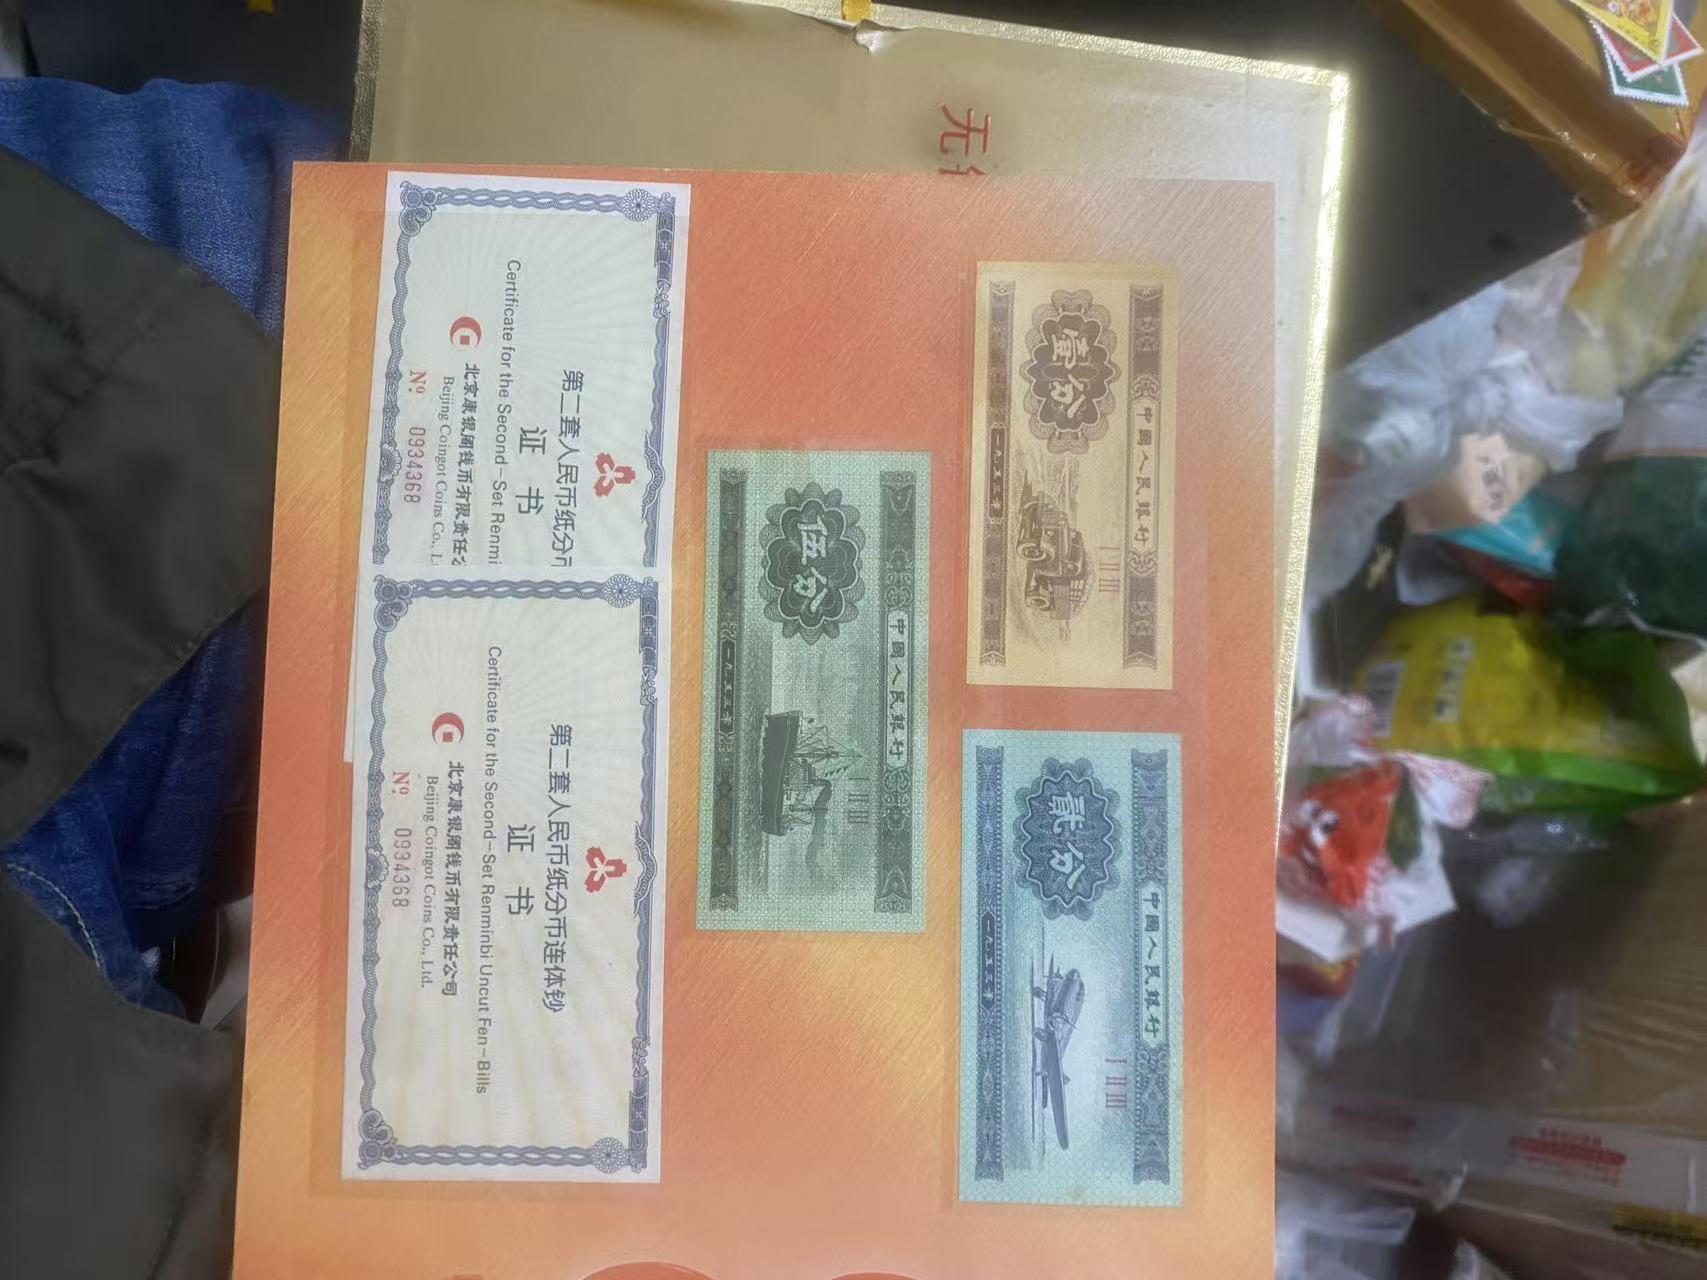 无
第二套人民币纸分币
证 书
Certificate for the Second-Set Renmi
北京康银阁钱币有限责任公
Beijing Coingot Coins Co., L
Nº. 0934368
第二套人民币纸分币连体钞
证 书
Certificate for the Second-Set Renminbi Uncut Fen-Bills
北京康银阁钱币有限责任公司
Beijing Coingot Coins Co., Ltd.
Nº. 0934368
中國人民銀行
壹分
I II III
一九五三年
中國人民銀行
伍分
一九五三年
中國人民銀行
貳分
I II III
一九五三年